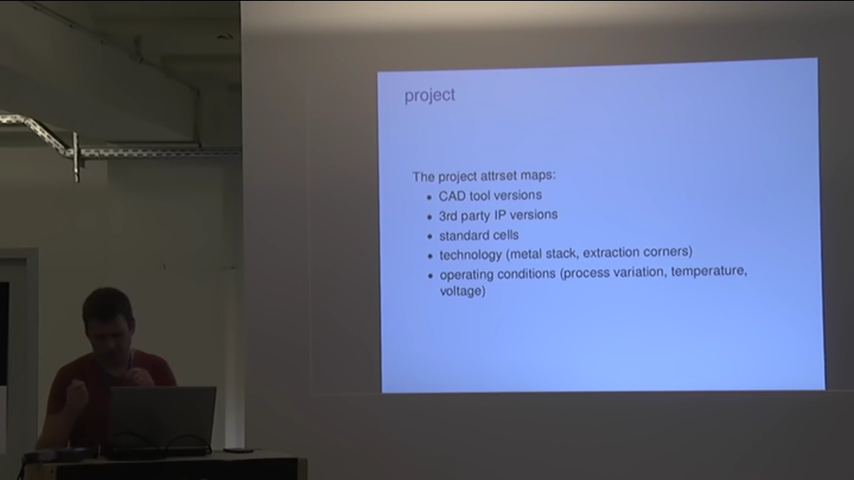 project
The project attrset maps:
• CAD tool versions
• 3rd party IP versions
• standard cells
• technology (metal stack, extraction corners)
• operating conditions (process variation, temperature,
voltage)